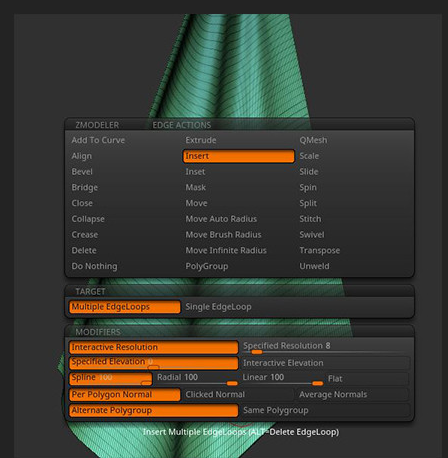 ZMODELER EDGE ACTIONS
Add To Curve Extrude QMesh
Align Insert Scale
Bevel Inset Slide
Bridge Mask Spin
Close Move Split
Collapse Move Auto Radius Stitch
Crease Move Brush Radius Swivel
Delete Move Infinite Radius Transpose
Do Nothing PolyGroup Unweld
TARGET
Multiple EdgeLoops Single EdgeLoop
MODIFIERS
Interactive Resolution Specified Resolution 8
Specified Elevation 0 Interactive Elevation
Spline 100 Radial 100 Linear 100 Flat
Per Polygon Normal Clicked Normal Average Normals
Alternate Polygroup Same Polygroup
Insert Multiple EdgeLoops (ALT=Delete EdgeLoop)